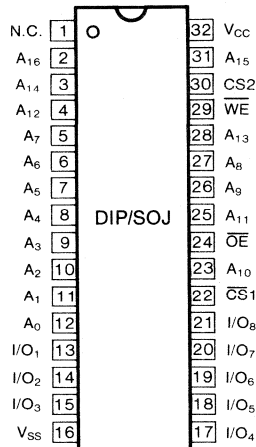 N.C. 1 32 VCC
A16 2 31 A15
A14 3 30 CS2
A12 4 29 W̅E̅
A7 5 28 A13
A6 6 27 A8
A5 7 26 A9
A4 8 DIP/SOJ 25 A11
A3 9 24 O̅E̅
A2 10 23 A10
A1 11 22 C̅S̅1
A0 12 21 I/O8
I/O1 13 20 I/O7
I/O2 14 19 I/O6
I/O3 15 18 I/O5
VSS 16 17 I/O4